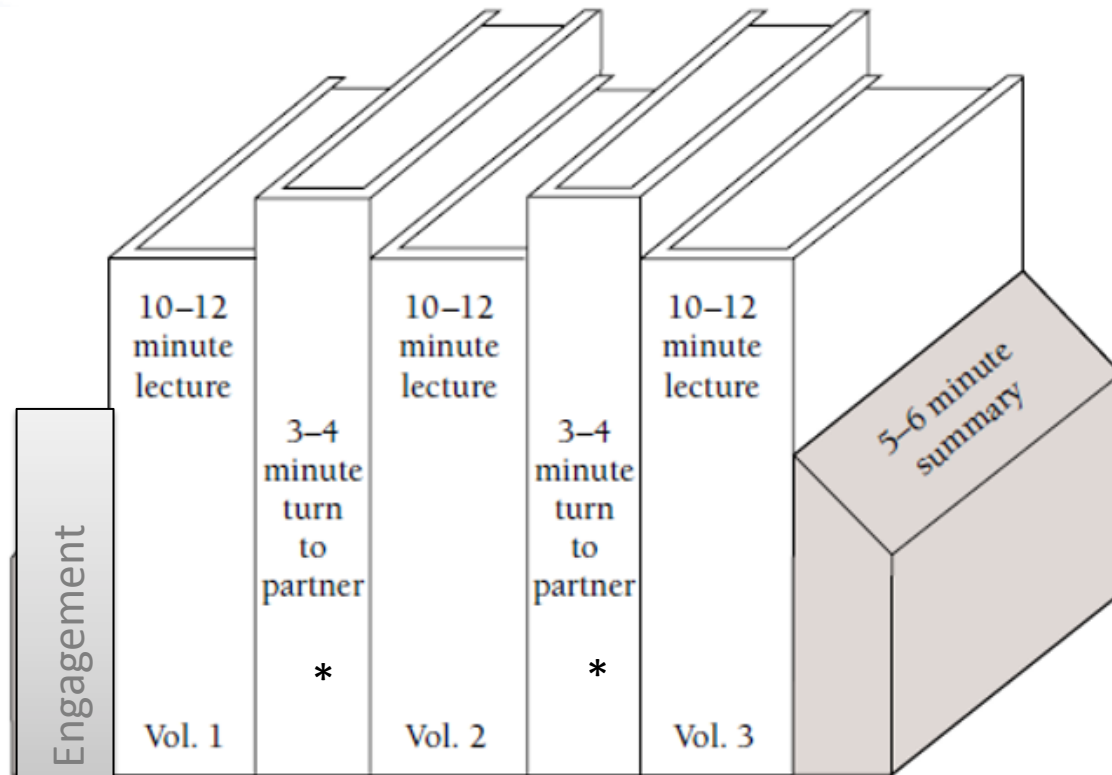 10–12
minute
lecture
Vol. 1
3–4
minute
turn
to
partner
*
10–12
minute
lecture
Vol. 2
3–4
minute
turn
to
partner
*
10–12
minute
lecture
Vol. 3
5–6 minute
summary
Engagement